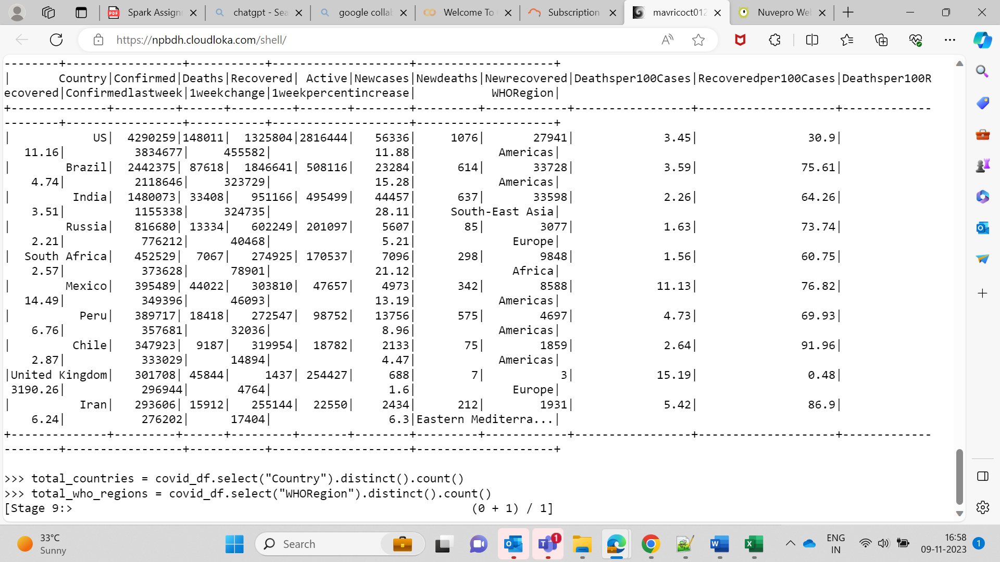 Spark Assignr
chatgpt - Sea
google collab
Welcome To
Subscription
mavricoct012
Nuvepro Wel
https://npbdh.cloudloka.com/shell/
--------+-----------------+-----------+--------------------+--------------------+
|       Country|Confirmed|Deaths|Recovered| Active|Newcases|Newdeaths|Newrecovered|Deathsper100Cases|Recoveredper100Cases|Deathsper100R
ecovered|Confirmedlastweek|1weekchange|1weekpercentincrease|           WHORegion|
+--------------+---------+------+---------+-------+--------+---------+------------+-----------------+--------------------+-------------
--------+-----------------+-----------+--------------------+--------------------+
|            US|  4290259|148011|  1325804|2816444|   56336|     1076|       27941|             3.45|                30.9|
   11.16|          3834677|     455582|               11.88|            Americas|
|        Brazil|  2442375| 87618|  1846641| 508116|   23284|      614|       33728|             3.59|               75.61|
    4.74|          2118646|     323729|               15.28|            Americas|
|         India|  1480073| 33408|   951166| 495499|   44457|      637|       33598|             2.26|               64.26|
    3.51|          1155338|     324735|               28.11|     South-East Asia|
|        Russia|   816680| 13334|   602249| 201097|    5607|       85|        3077|             1.63|               73.74|
    2.21|           776212|      40468|                5.21|              Europe|
|  South Africa|   452529|  7067|   274925| 170537|    7096|      298|        9848|             1.56|               60.75|
    2.57|           373628|      78901|               21.12|              Africa|
|        Mexico|   395489| 44022|   303810|  47657|    4973|      342|        8588|            11.13|               76.82|
   14.49|           349396|      46093|               13.19|            Americas|
|          Peru|   389717| 18418|   272547|  98752|   13756|      575|        4697|             4.73|               69.93|
    6.76|           357681|      32036|                8.96|            Americas|
|         Chile|   347923|  9187|   319954|  18782|    2133|       75|        1859|             2.64|               91.96|
    2.87|           333029|      14894|                4.47|            Americas|
|United Kingdom|   301708| 45844|     1437| 254427|     688|        7|           3|            15.19|                0.48|
 3190.26|           296944|       4764|                 1.6|              Europe|
|          Iran|   293606| 15912|   255144|  22550|    2434|      212|        1931|             5.42|                86.9|
    6.24|           276202|      17404|                 6.3|Eastern Mediterra...|
+--------------+---------+------+---------+-------+--------+---------+------------+-----------------+--------------------+-------------
--------+-----------------+-----------+--------------------+--------------------+
>>> total_countries = covid_df.select("Country").distinct().count()
>>> total_who_regions = covid_df.select("WHORegion").distinct().count()
[Stage 9:>                                                          (0 + 1) / 1]
33°C
Sunny
Search
1
ENG
IN
16:58
09-11-2023
1